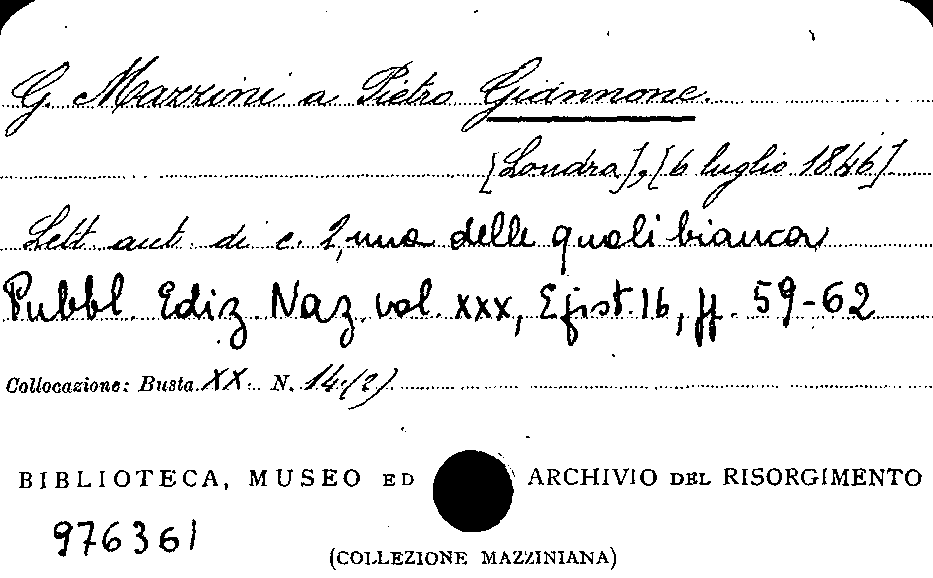 G. Mazzini a Pietro Giannone.
[Londra], [6 luglio 1846]
Lett. aut. di c. 2, una delle quali bianca
Pubbl. Ediz. Naz. vol. XXX, Epist. 16, pp. 59-62
Collocazione: Busta XX N. 14 (2)
BIBLIOTECA, MUSEO ED ARCHIVIO DEL RISORGIMENTO
976361
(COLLEZIONE MAZZINIANA)